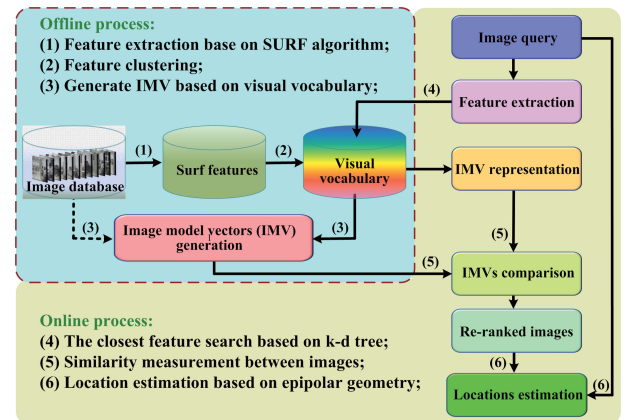 Offline process:
(1) Feature extraction base on SURF algorithm;
(2) Feature clustering;
(3) Generate IMV based on visual vocabulary;
Image query
(4)
Feature extraction
Image database
(1)
Surf features
(2)
Visual
vocabulary
IMV representation
(3)
Image model vectors (IMV)
generation
(3)
(5)
(5)
IMVs comparison
Re-ranked images
(6)
Locations estimation
(6)
Online process:
(4) The closest feature search based on k-d tree;
(5) Similarity measurement between images;
(6) Location estimation based on epipolar geometry;